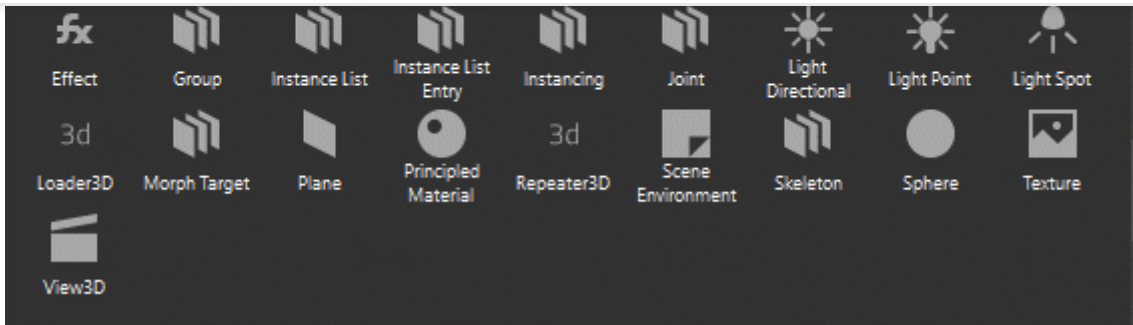 fx
Effect
Group
Instance List
Instance List
Entry
Instancing
Joint
Light
Directional
Light Point
Light Spot
3d
Loader3D
Morph Target
Plane
Principled
Material
3d
Repeater3D
Scene
Environment
Skeleton
Sphere
Texture
View3D